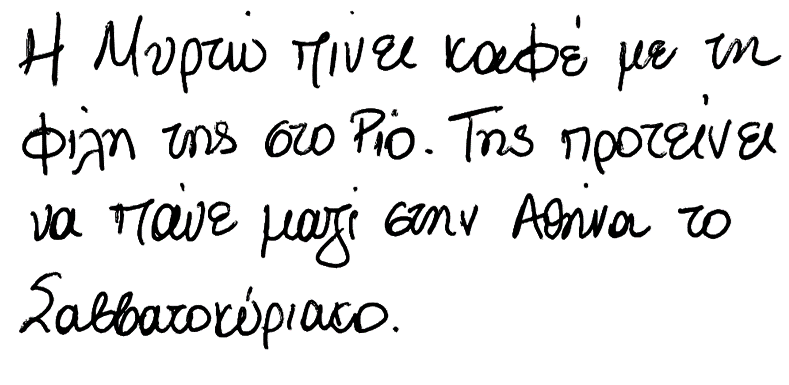 Η Μυρτώ πίνει καφέ με τη
φίλη της στο Ρίο. Της προτείνει
να πάνε μαζί στην Αθήνα το
Σαββατοκύριακο.